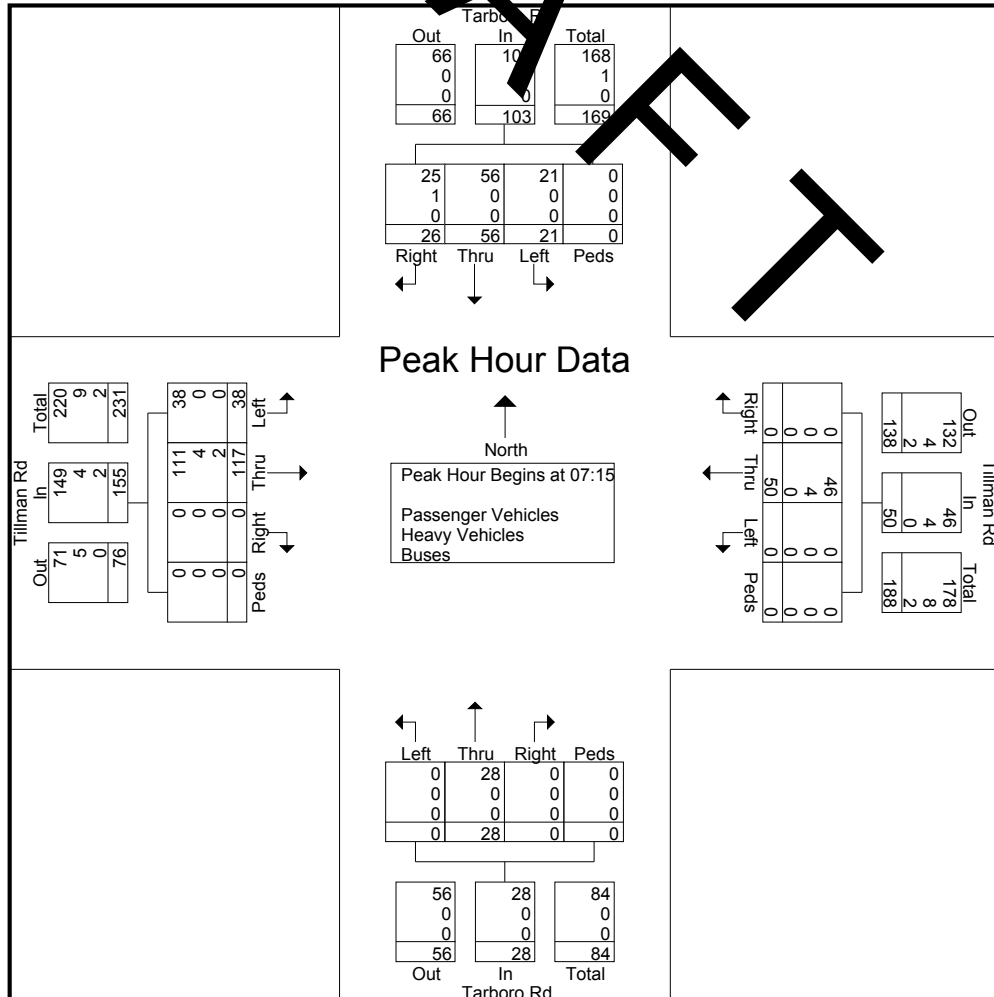 Tarboro R
Out In Total
66 10 168
0 1
0 0 0
66 103 169
25 56 21 0
1 0 0 0
0 0 0 0
26 56 21 0
Right Thru Left Peds
Peak Hour Data
North
Peak Hour Begins at 07:15
Passenger Vehicles
Heavy Vehicles
Buses
Tillman Rd
Total
220 9 2 231
In
149 4 2 155
Out
71 5 0 76
Left
38 0 0 38
Thru
111 4 2 117
Right
0 0 0 0
Peds
0 0 0 0
Right
0 0 0 0
Thru
46 4 0 50
Left
0 0 0 0
Peds
0 0 0 0
Out
132 4 2 138
In
46 4 0 50
Total
178 8 2 188
Tillman Rd
Left Thru Right Peds
0 28 0 0
0 0 0 0
0 0 0 0
0 28 0 0
56 28 84
0 0 0
0 0 0
56 28 84
Out In Total
Tarboro Rd
A F T